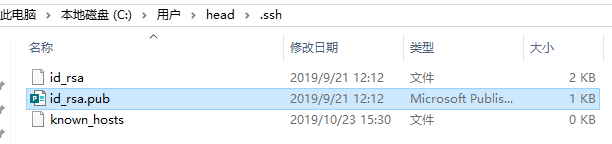 此电脑 › 本地磁盘 (C:) › 用户 › head › .ssh
名称 修改日期 类型 大小
id_rsa 2019/9/21 12:12 文件 2 KB
id_rsa.pub 2019/9/21 12:12 Microsoft Publis... 1 KB
known_hosts 2019/10/23 15:30 文件 0 KB